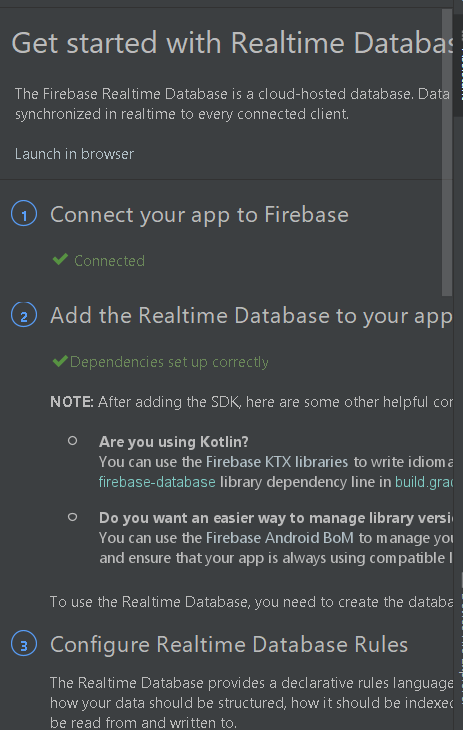 Get started with Realtime Databas
The Firebase Realtime Database is a cloud-hosted database. Data
synchronized in realtime to every connected client.
Launch in browser
1 Connect your app to Firebase
Connected
2 Add the Realtime Database to your app
Dependencies set up correctly
NOTE: After adding the SDK, here are some other helpful con
Are you using Kotlin?
You can use the Firebase KTX libraries to write idioma
firebase-database library dependency line in build.grad
Do you want an easier way to manage library versi
You can use the Firebase Android BoM to manage you
and ensure that your app is always using compatible l
To use the Realtime Database, you need to create the databa
3 Configure Realtime Database Rules
The Realtime Database provides a declarative rules language
how your data should be structured, how it should be indexed
be read from and written to.